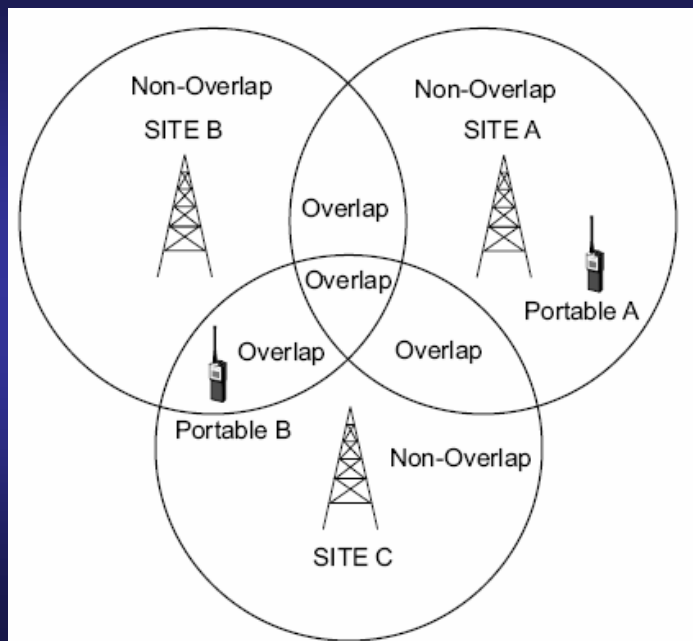 Non-Overlap
SITE B
Non-Overlap
SITE A
Overlap
Overlap
Portable A
Overlap
Overlap
Portable B
Non-Overlap
SITE C